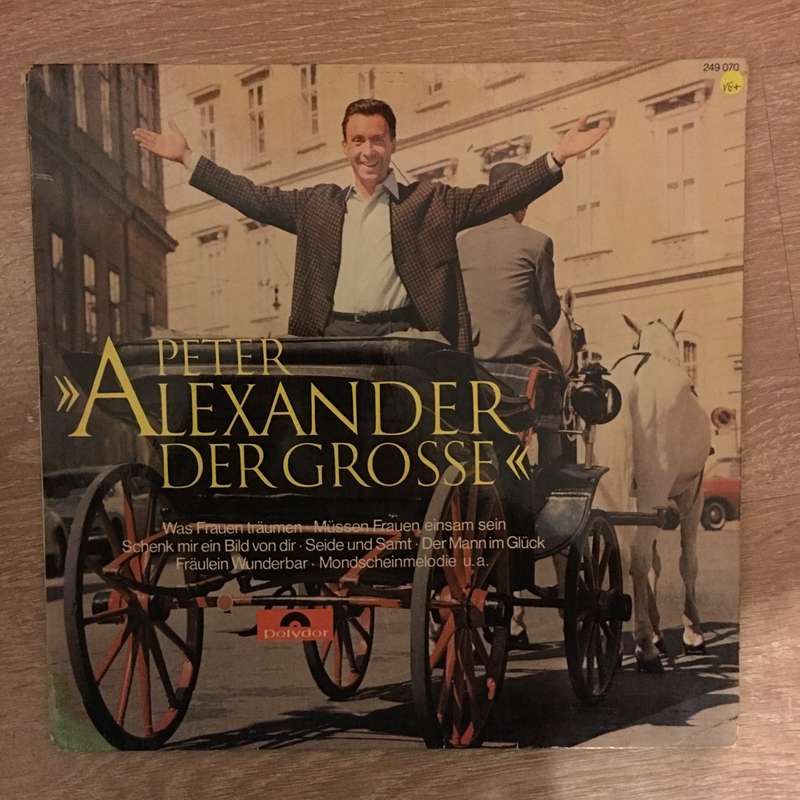 249 070
VG+
PETER
»ALEXANDER
DER GROSSE«
Was Frauen träumen · Müssen Frauen einsam sein
Schenk mir ein Bild von dir · Seide und Samt · Der Mann im Glück
Fräulein Wunderbar · Mondscheinmelodie u. a.
polydor